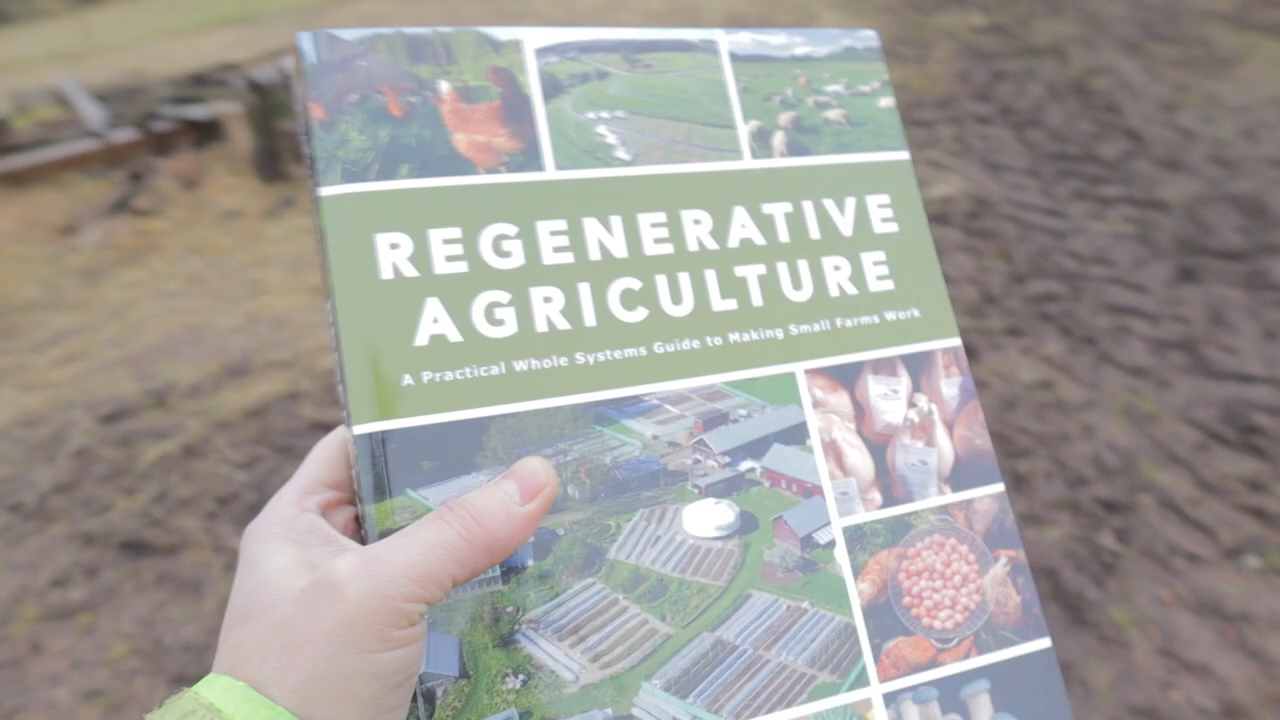 REGENERATIVE
AGRICULTURE
A Practical Whole Systems Guide to Making Small Farms Work